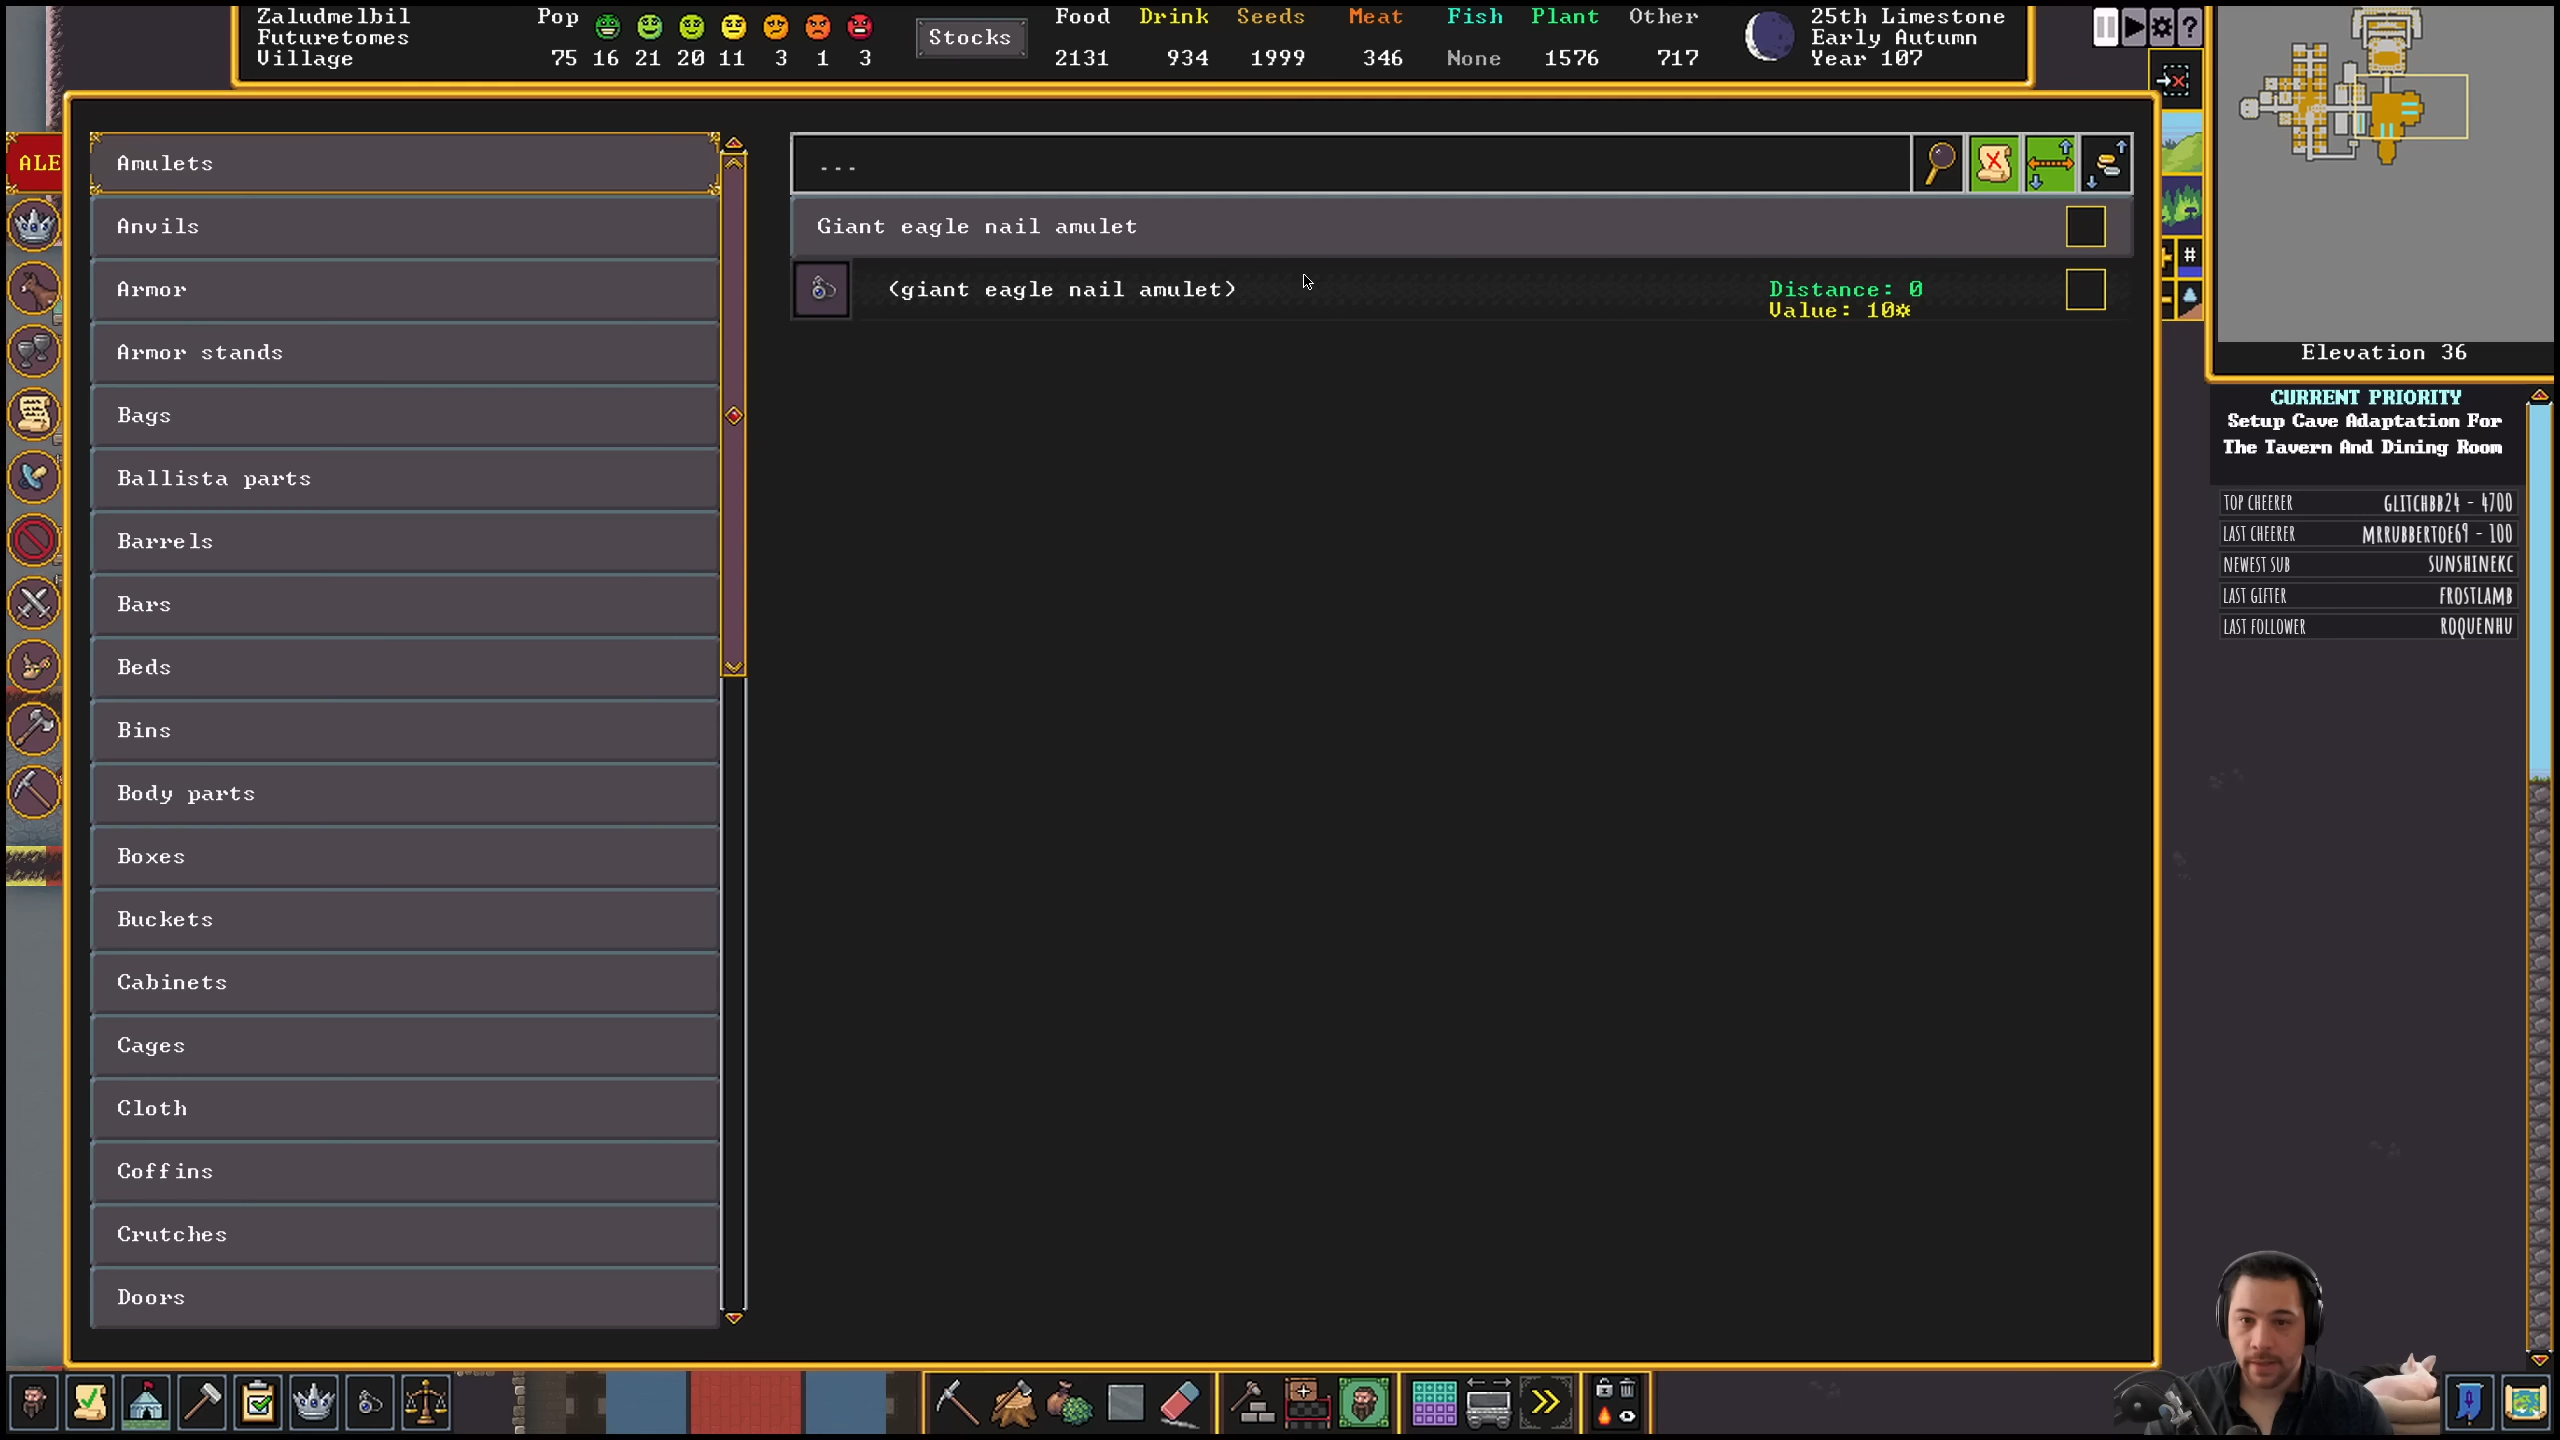 Zaludmelbil
Futuretomes
Village
Pop
75 16 21 20 11 3 1 3
Stocks
Food Drink Seeds Meat Fish Plant Other
2131 934 1999 346 None 1576 717
25th Limestone
Early Autumn
Year 107
?
ALE
Amulets
Anvils
Armor
Armor stands
Bags
Ballista parts
Barrels
Bars
Beds
Bins
Body parts
Boxes
Buckets
Cabinets
Cages
Cloth
Coffins
Crutches
Doors
...
Giant eagle nail amulet
(giant eagle nail amulet)
Distance: 0
Value: 10☼
#
Elevation 36
CURRENT PRIORITY
Setup Cave Adaptation For
The Tavern And Dining Room
TOP CHEERER GLITCHBB24 - 4700
LAST CHEERER MRRUBBERTOE69 - 100
NEWEST SUB SUNSHINEKC
LAST GIFTER FROSTLAMB
LAST FOLLOWER ROQUENHU